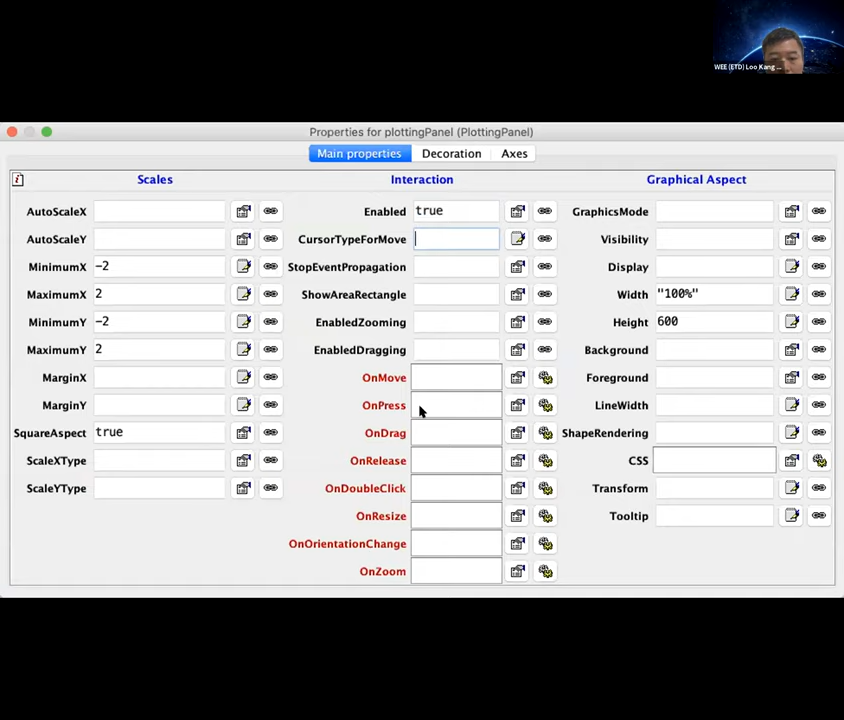 WEE (ETD) Loo Kang ...
Properties for plottingPanel (PlottingPanel)
Main properties
Decoration
Axes
Scales
Interaction
Graphical Aspect
AutoScaleX
Enabled
true
GraphicsMode
AutoScaleY
CursorTypeForMove
Visibility
MinimumX
-2
StopEventPropagation
Display
MaximumX
2
ShowAreaRectangle
Width
"100%"
MinimumY
-2
EnabledZooming
Height
600
MaximumY
2
EnabledDragging
Background
MarginX
OnMove
Foreground
MarginY
OnPress
LineWidth
SquareAspect
true
OnDrag
ShapeRendering
ScaleXType
OnRelease
CSS
ScaleYType
OnDoubleClick
Transform
OnResize
Tooltip
OnOrientationChange
OnZoom